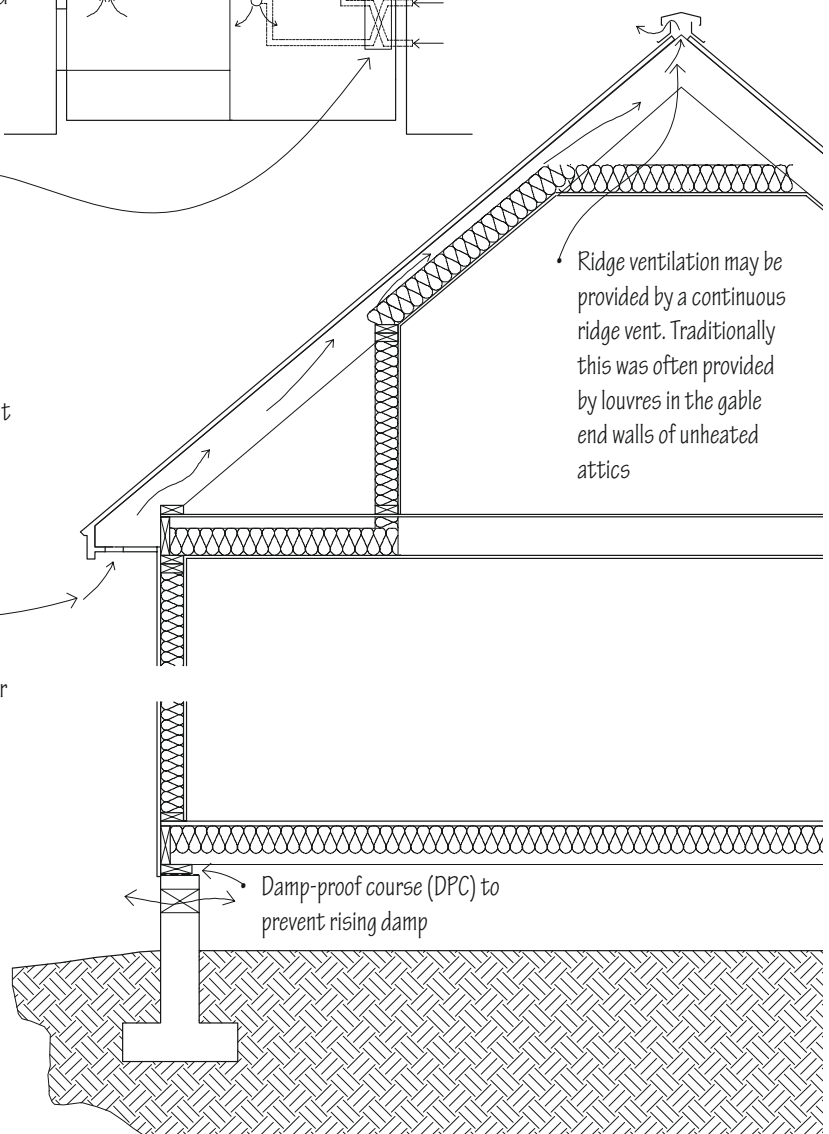 t
r
Ridge ventilation may be
provided by a continuous
ridge vent. Traditionally
this was often provided
by louvres in the gable
end walls of unheated
attics
Damp-proof course (DPC) to
prevent rising damp